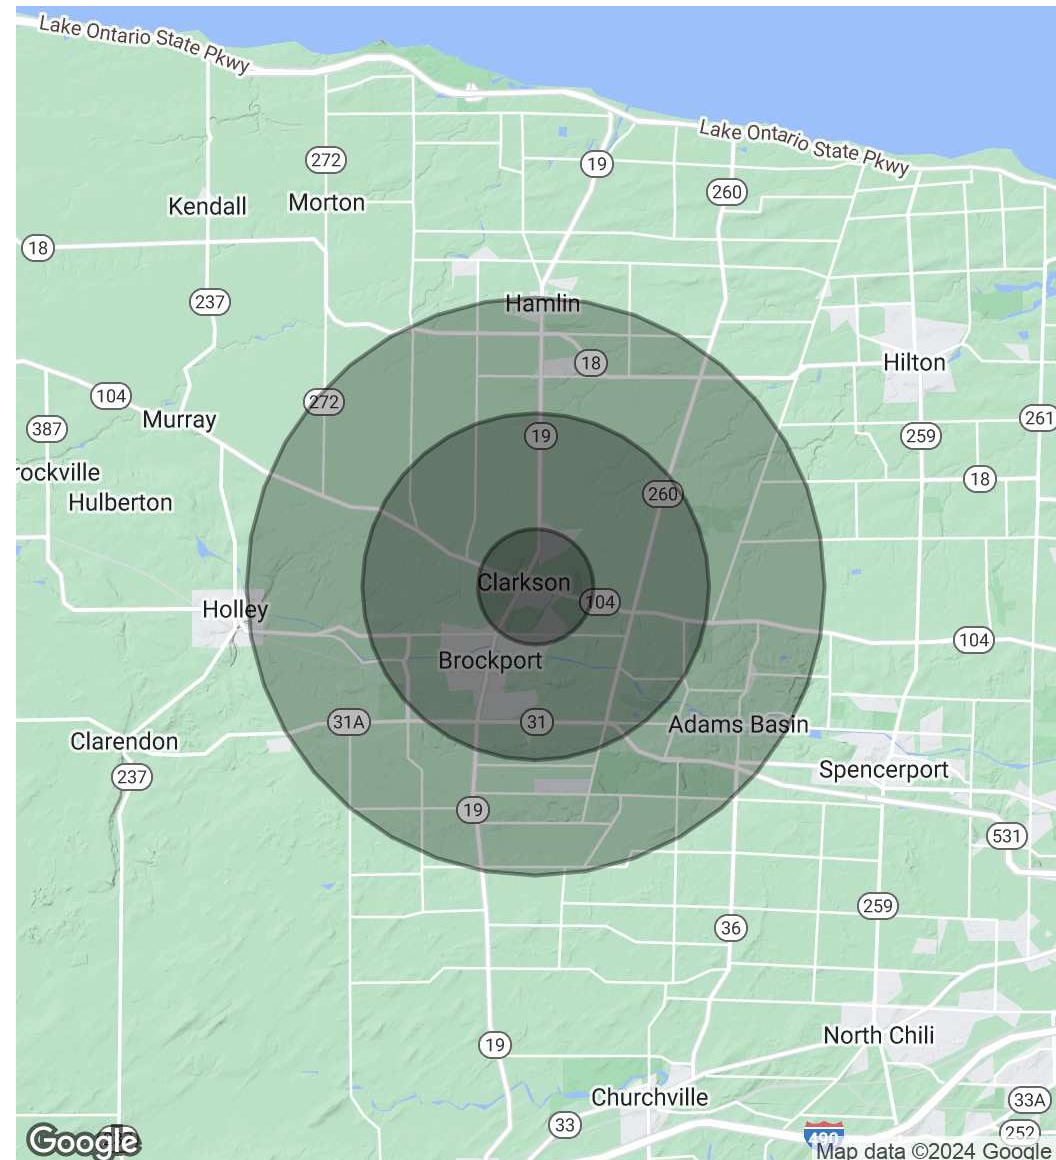 Lake Ontario State Pkwy
Lake Ontario State Pkwy
272
19
260
Kendall
Morton
18
237
Hamlin
18
Hilton
104
272
Murray
387
19
259
261
rockville
260
18
Hulberton
Clarkson
104
Holley
104
Brockport
31A
31
Adams Basin
Clarendon
237
Spencerport
19
531
259
36
North Chili
19
Churchville
33A
33
490
252
Google
Map data ©2024 Google